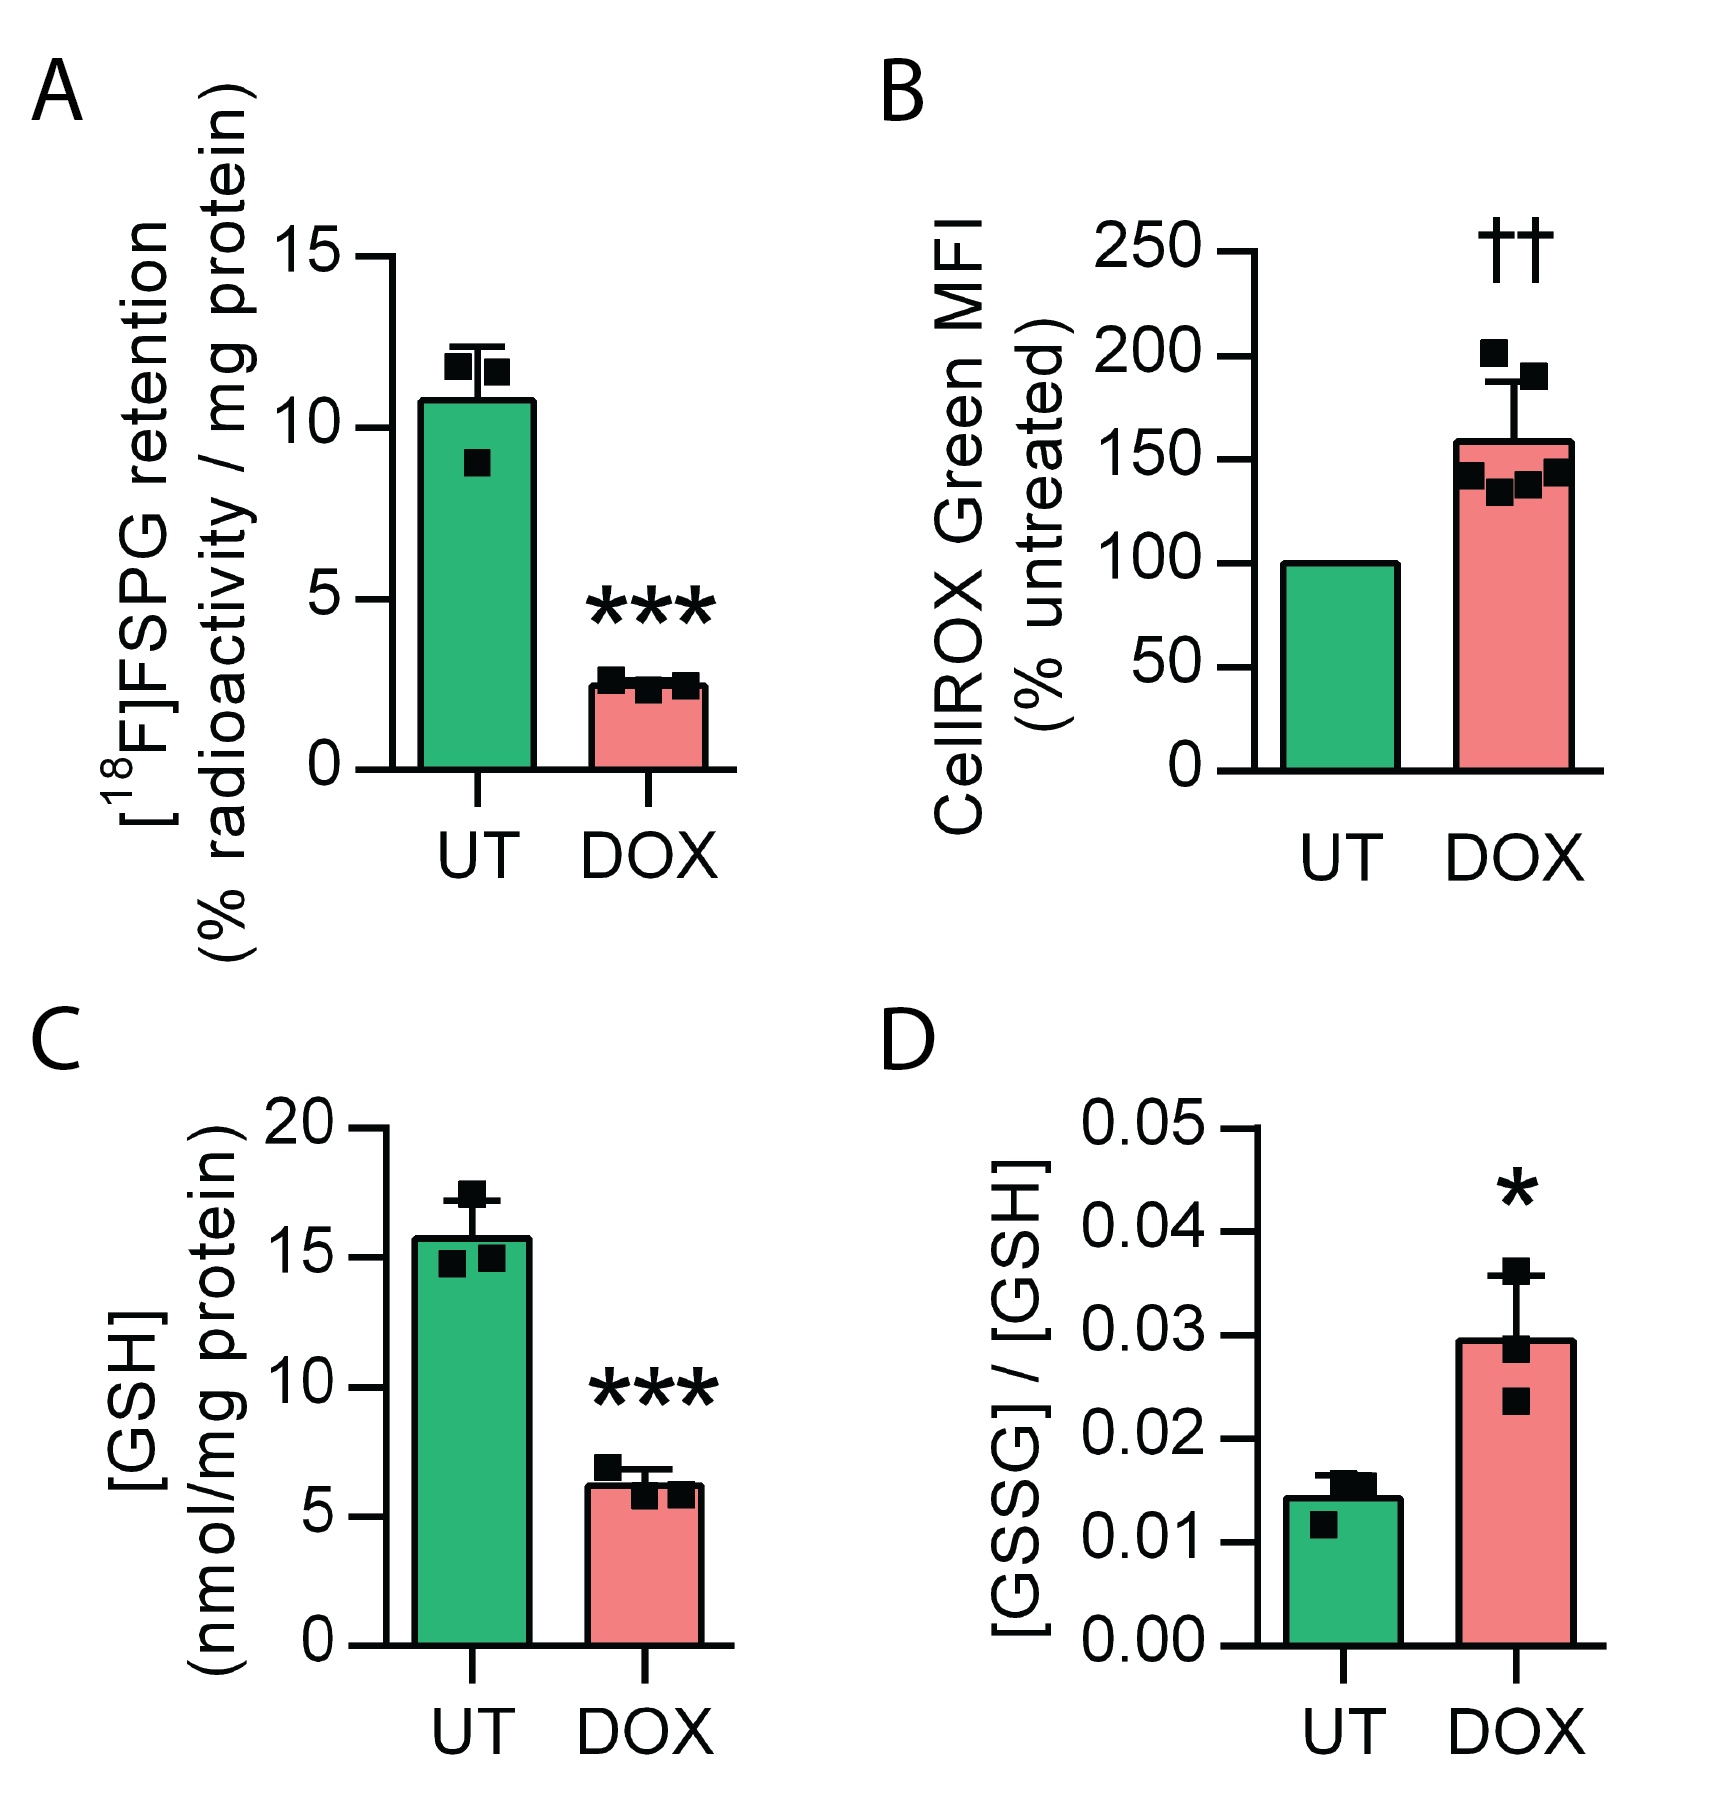 A
[¹⁸F]FSPG retention
(% radioactivity / mg protein)
15
10
5
0
***
UT DOX
B
CellROX Green MFI
(% untreated)
250
200
150
100
50
0
††
UT DOX
C
[GSH]
(nmol/mg protein)
20
15
10
5
0
***
UT DOX
D
[GSSG] / [GSH]
0.05
0.04
0.03
0.02
0.01
0.00
*
UT DOX